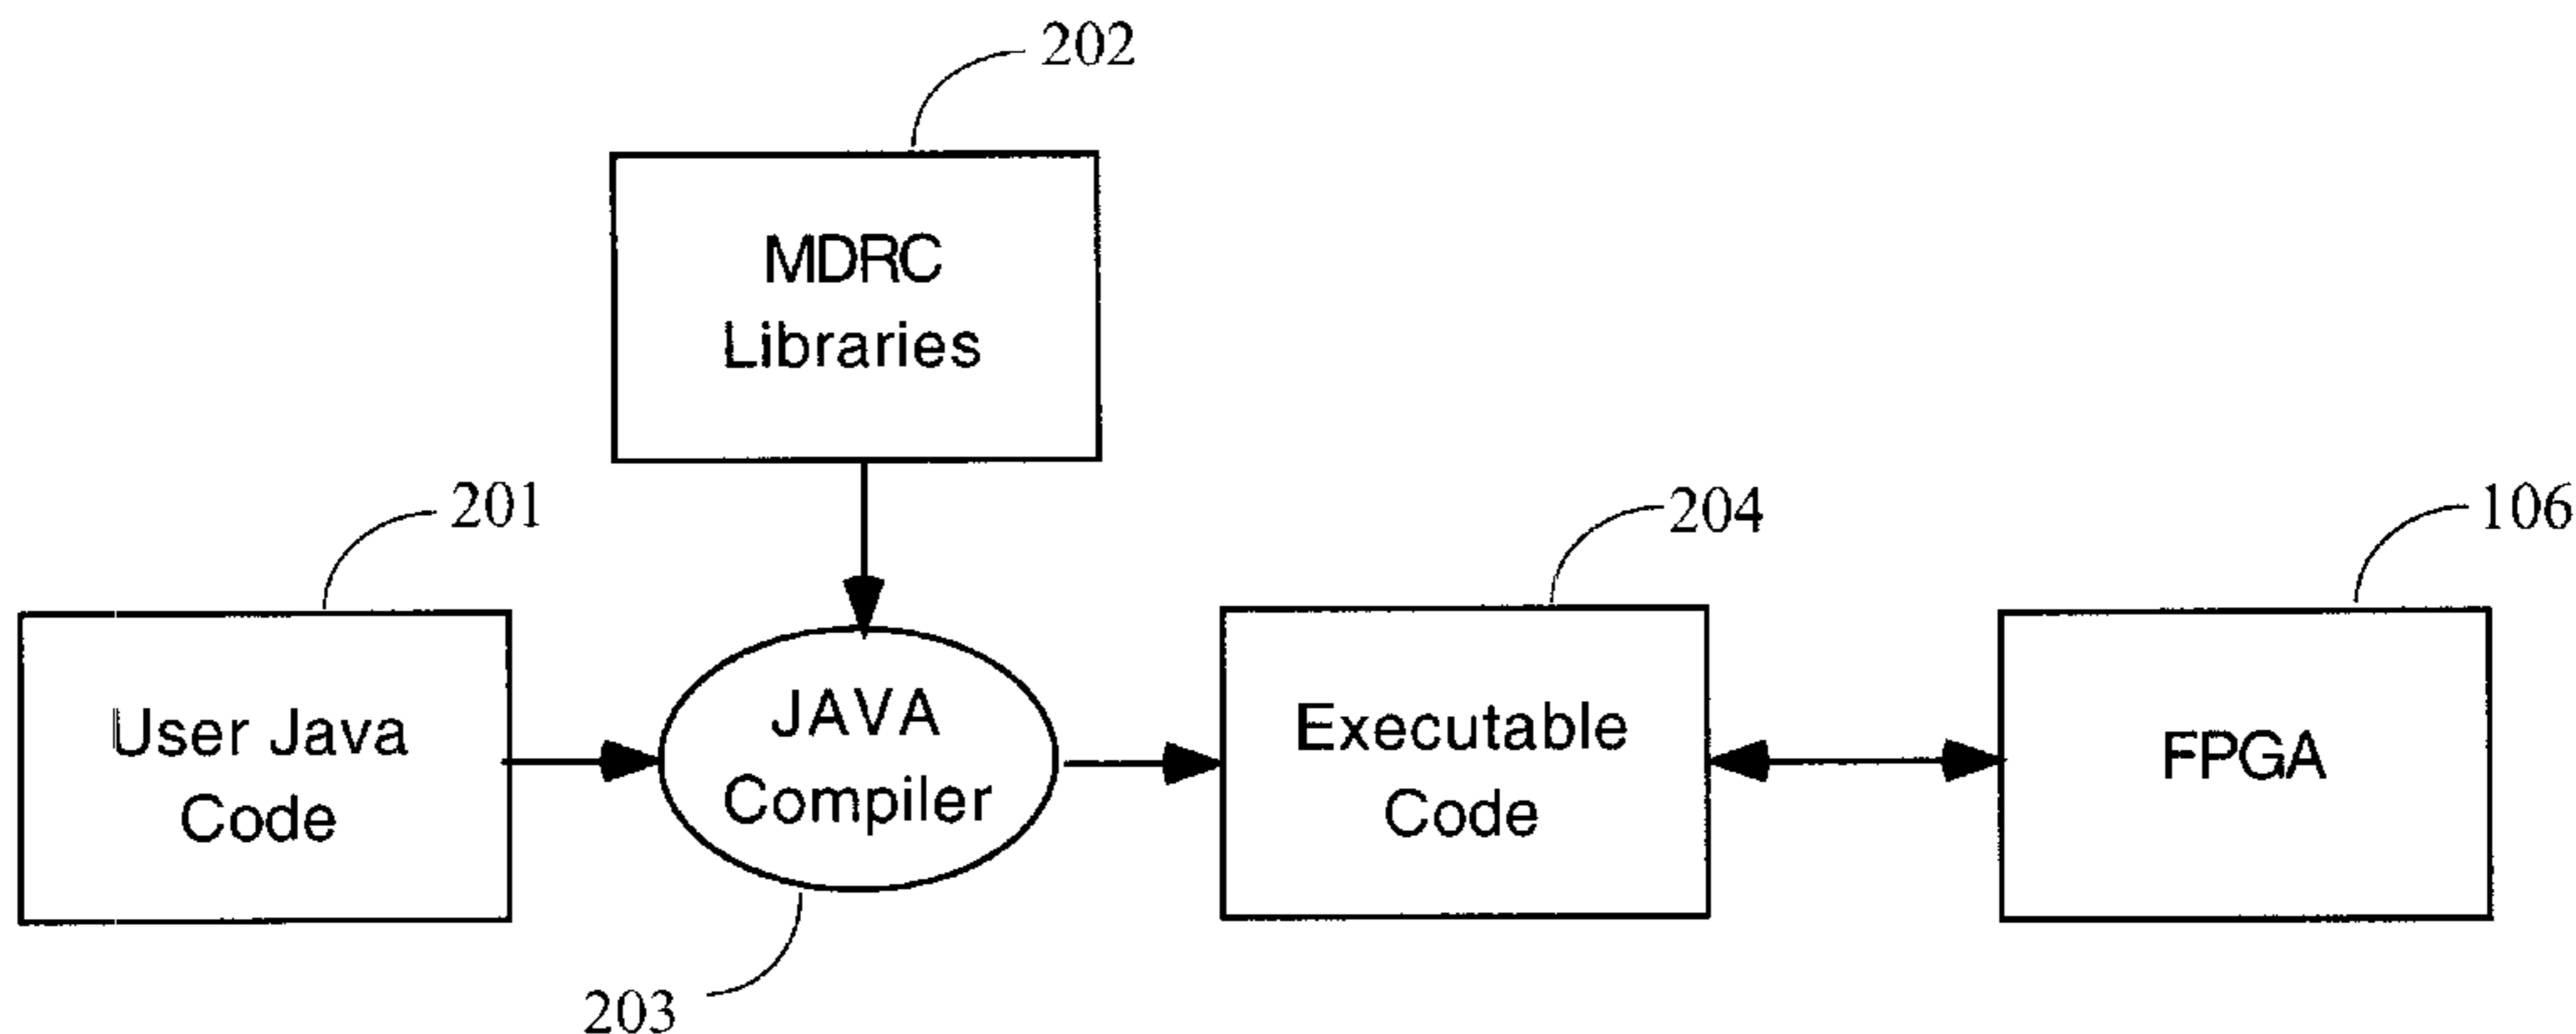 202
MDRC
Libraries
201
204
106
User Java
Code
JAVA
Compiler
Executable
Code
FPGA
203